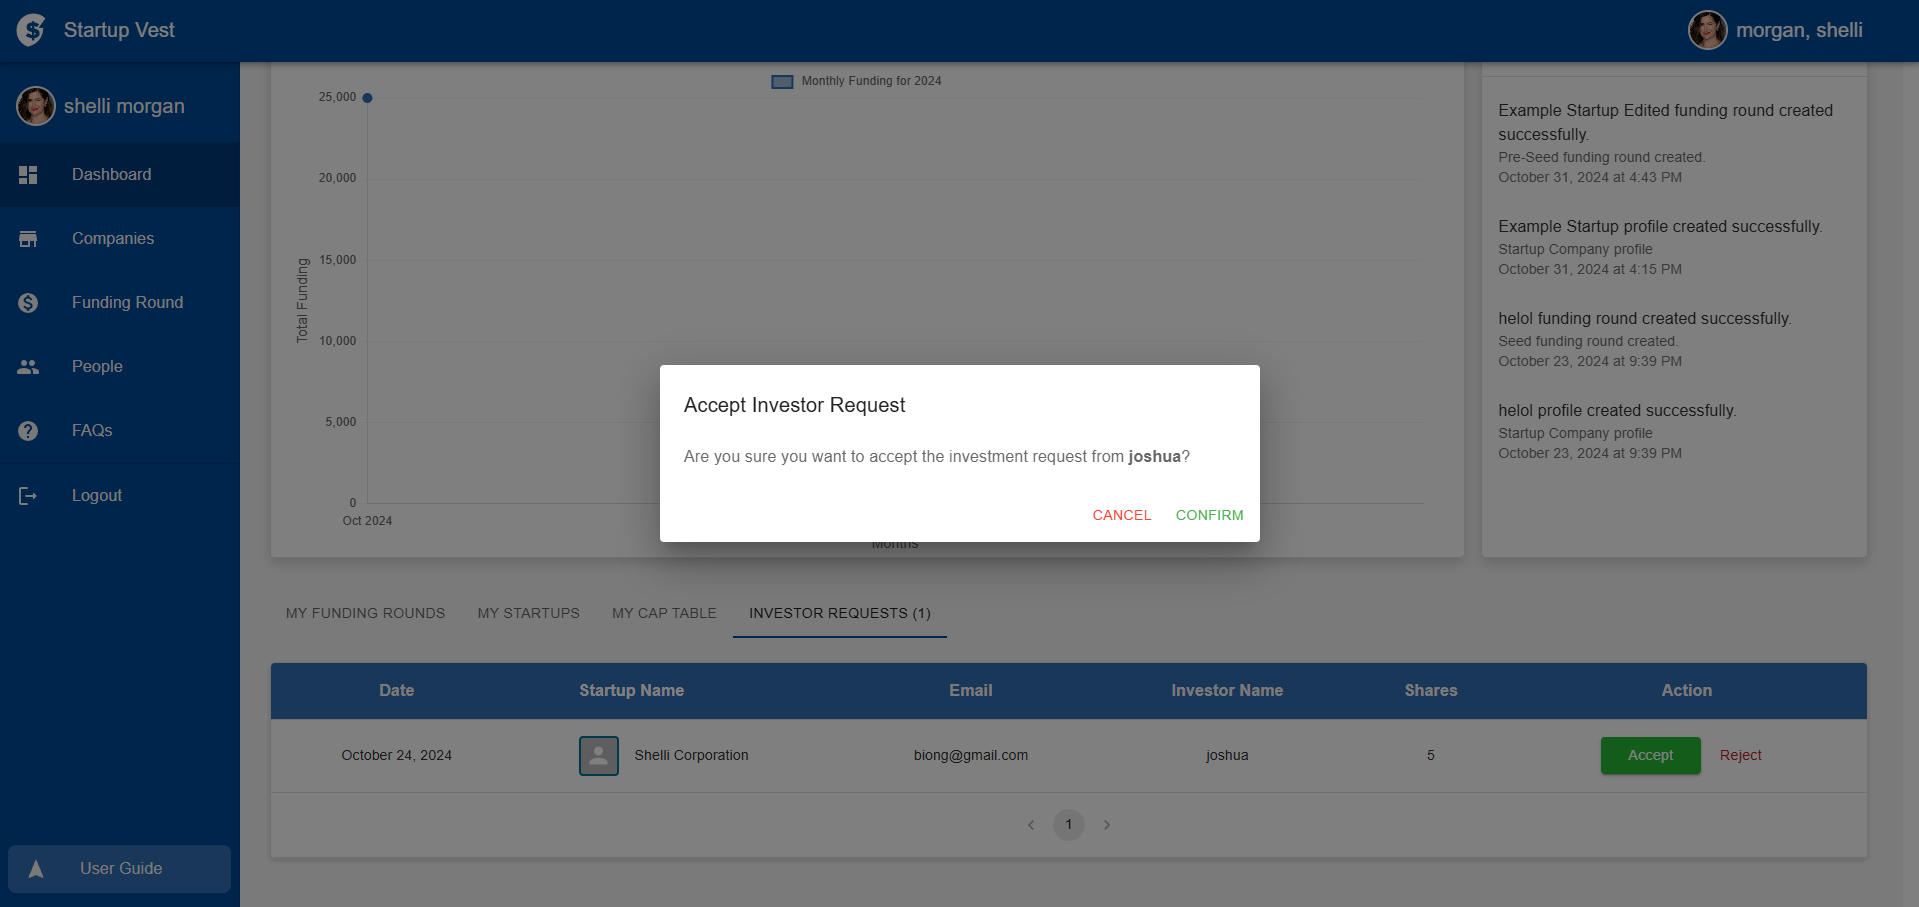 Startup Vest
morgan, shelli
shelli morgan
Dashboard
Companies
Funding Round
People
FAQs
Logout
User Guide
Monthly Funding for 2024
25,000
20,000
15,000
10,000
5,000
0
Total Funding
Oct 2024
Months
Example Startup Edited funding round created
successfully.
Pre-Seed funding round created.
October 31, 2024 at 4:43 PM
Example Startup profile created successfully.
Startup Company profile
October 31, 2024 at 4:15 PM
helol funding round created successfully.
Seed funding round created.
October 23, 2024 at 9:39 PM
helol profile created successfully.
Startup Company profile
October 23, 2024 at 9:39 PM
Accept Investor Request
Are you sure you want to accept the investment request from joshua?
CANCEL CONFIRM
MY FUNDING ROUNDS MY STARTUPS MY CAP TABLE INVESTOR REQUESTS (1)
Date Startup Name Email Investor Name Shares Action
October 24, 2024 Shelli Corporation biong@gmail.com joshua 5 Accept Reject
1